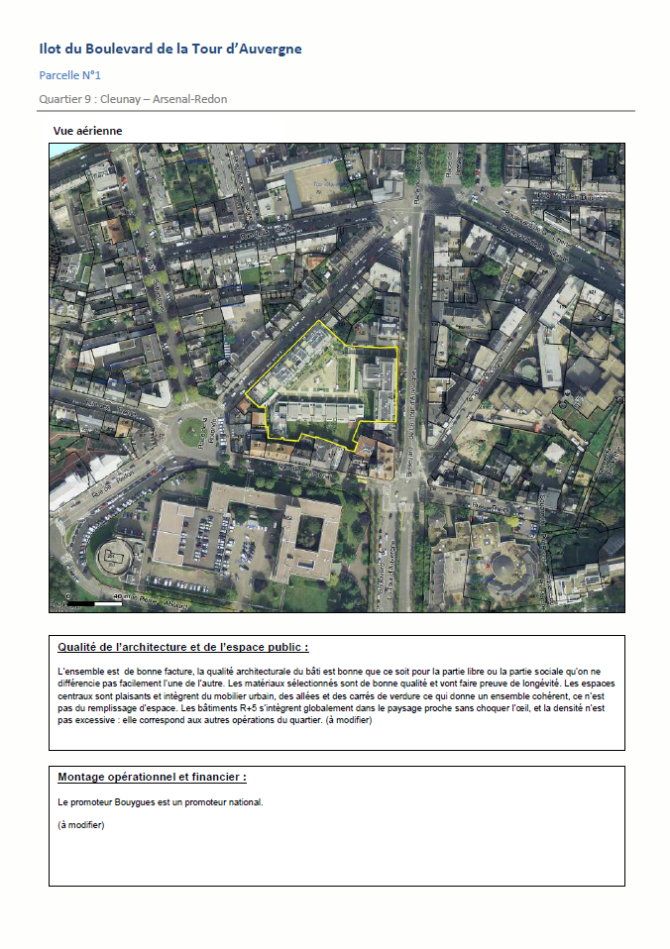 Ilot du Boulevard de la Tour d'Auvergne
Parcelle N°1
Quartier 9 : Cleunay – Arsenal-Redon
Vue aérienne
Rue de Redon
0 40 m
Qualité de l'architecture et de l'espace public :
L'ensemble est de bonne facture, la qualité architecturale du bâti est bonne que ce soit pour la partie libre ou la partie sociale qu'on ne
différencie pas facilement l'une de l'autre. Les matériaux sélectionnés sont de bonne qualité et vont faire preuve de longévité. Les espaces
centraux sont plaisants et intègrent du mobilier urbain, des allées et des carrés de verdure ce qui donne un ensemble cohérent, ce n'est
pas du remplissage d'espace. Les bâtiments R+5 s'intègrent globalement dans le paysage proche sans choquer l'œil, et la densité n'est
pas excessive : elle correspond aux autres opérations du quartier. (à modifier)
Montage opérationnel et financier :
Le promoteur Bouygues est un promoteur national.
(à modifier)